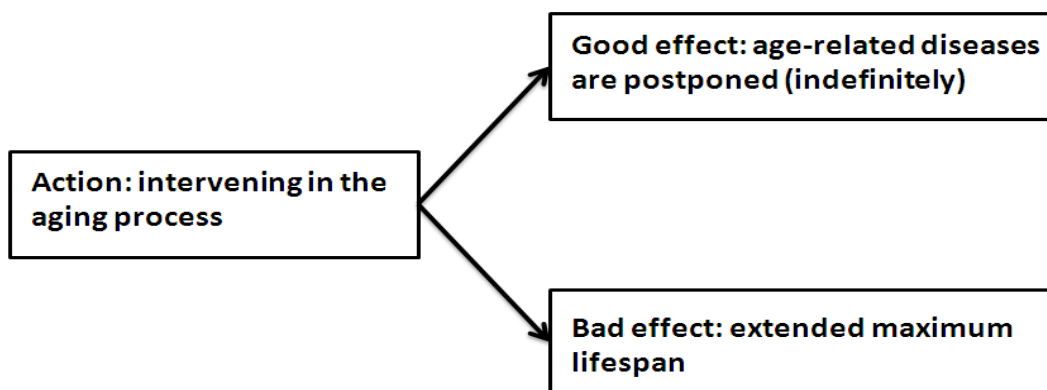 Good effect: age-related diseases
are postponed (indefinitely)
Action: intervening in the
aging process
Bad effect: extended maximum
lifespan